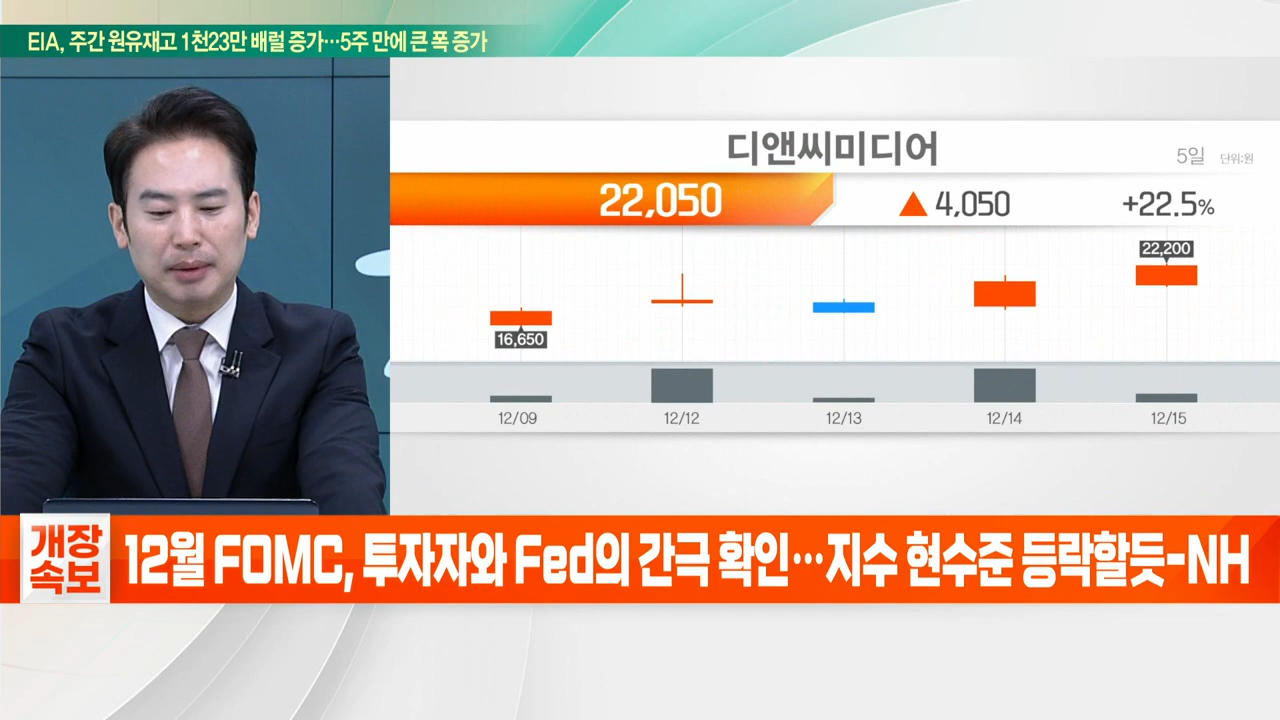 EIA, 주간 원유재고 1천23만 배럴 증가…5주 만에 큰 폭 증가
디앤씨미디어
5일 단위:원
22,050 ▲ 4,050 +22.5%
22,200
16,650
12/09 12/12 12/13 12/14 12/15
개장
속보
12월 FOMC, 투자자와 Fed의 간극 확인…지수 현수준 등락할듯-NH